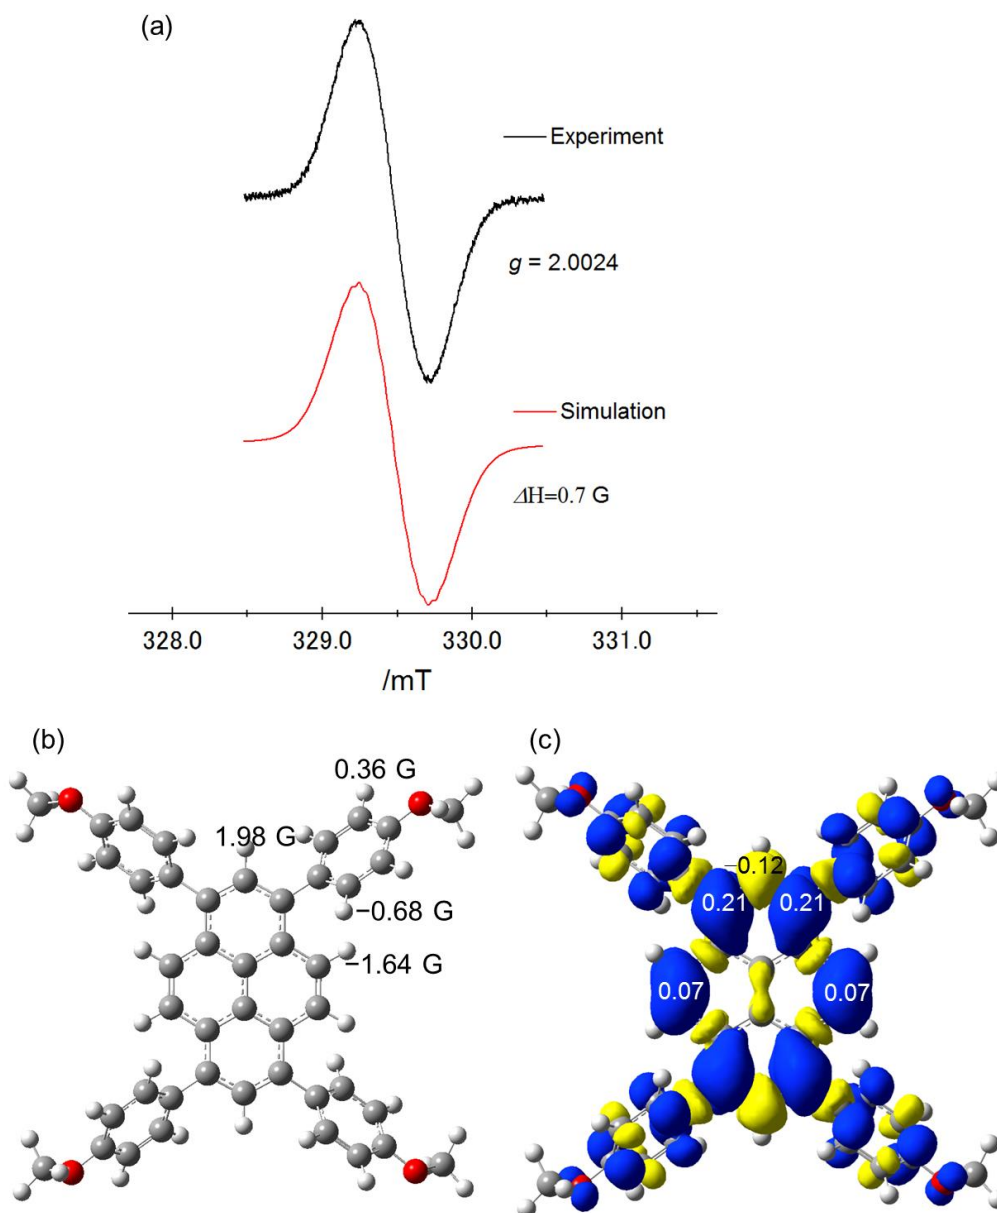 (a)
Experiment
g = 2.0024
Simulation
ΔH=0.7 G
328.0 329.0 330.0 331.0
/mT
(b)
(c)
0.36 G
1.98 G
−0.68 G
−1.64 G
−0.12
0.21 0.21
0.07 0.07